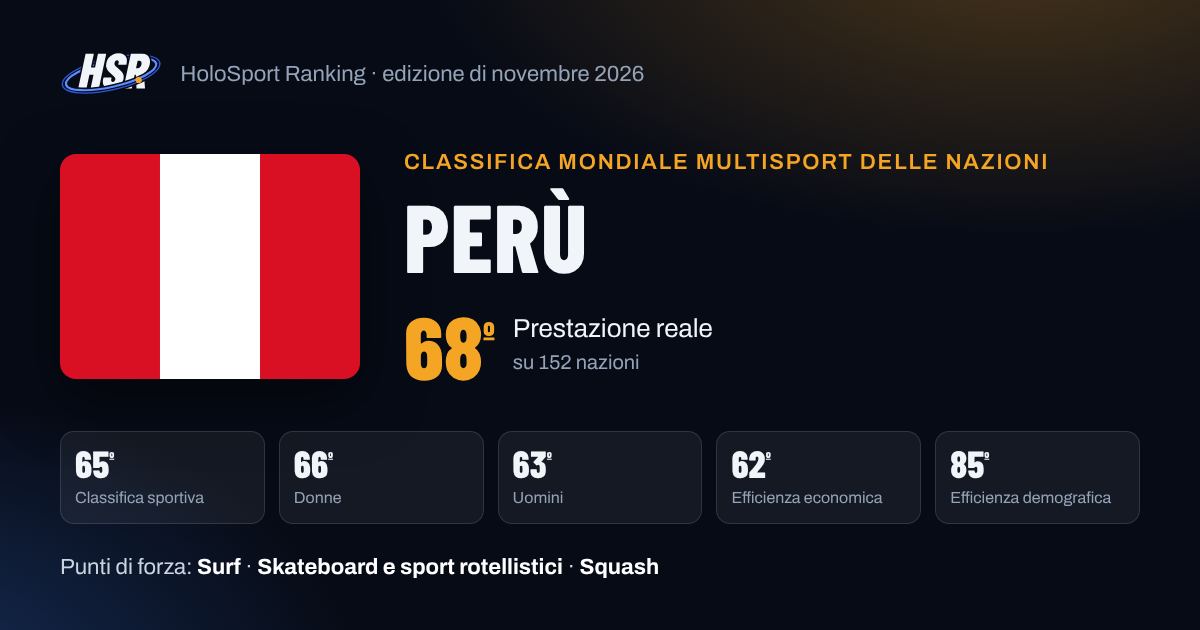 HSR HoloSport Ranking · edizione di novembre 2026
CLASSIFICA MONDIALE MULTISPORT DELLE NAZIONI
PERÙ
68º Prestazione reale
su 152 nazioni
65º
Classifica sportiva
66º
Donne
63º
Uomini
62º
Efficienza economica
85º
Efficienza demografica
Punti di forza: Surf · Skateboard e sport rotellistici · Squash